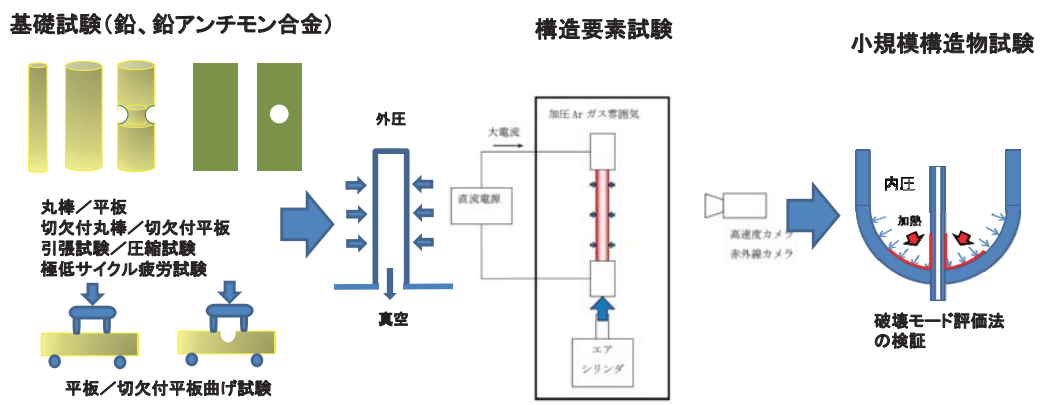 基礎試験（鉛、鉛アンチモン合金）
丸棒／平板
切欠付丸棒／切欠付平板
引張試験／圧縮試験
極低サイクル疲労試験
平板／切欠付平板曲げ試験
構造要素試験
外圧
真空
大電流
直流電源
加圧 Ar ガス雰囲気
エア
シリンダ
高速度カメラ
赤外線カメラ
小規模構造物試験
内圧
加熱
破壊モード評価法
の検証